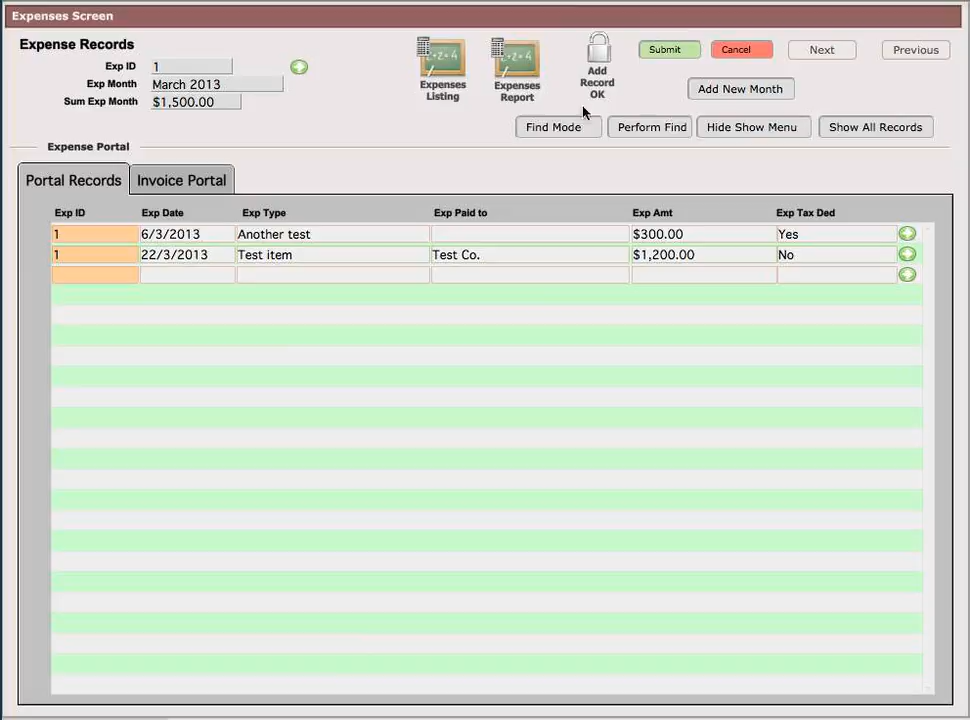 Expenses Screen
Expense Records
Exp ID 1
Exp Month March 2013
Sum Exp Month $1,500.00
Expenses Listing
Expenses Report
Add Record OK
Submit Cancel Next Previous
Add New Month
Find Mode Perform Find Hide Show Menu Show All Records
Expense Portal
Portal Records Invoice Portal
Exp ID Exp Date Exp Type Exp Paid to Exp Amt Exp Tax Ded
1 6/3/2013 Another test $300.00 Yes
1 22/3/2013 Test item Test Co. $1,200.00 No